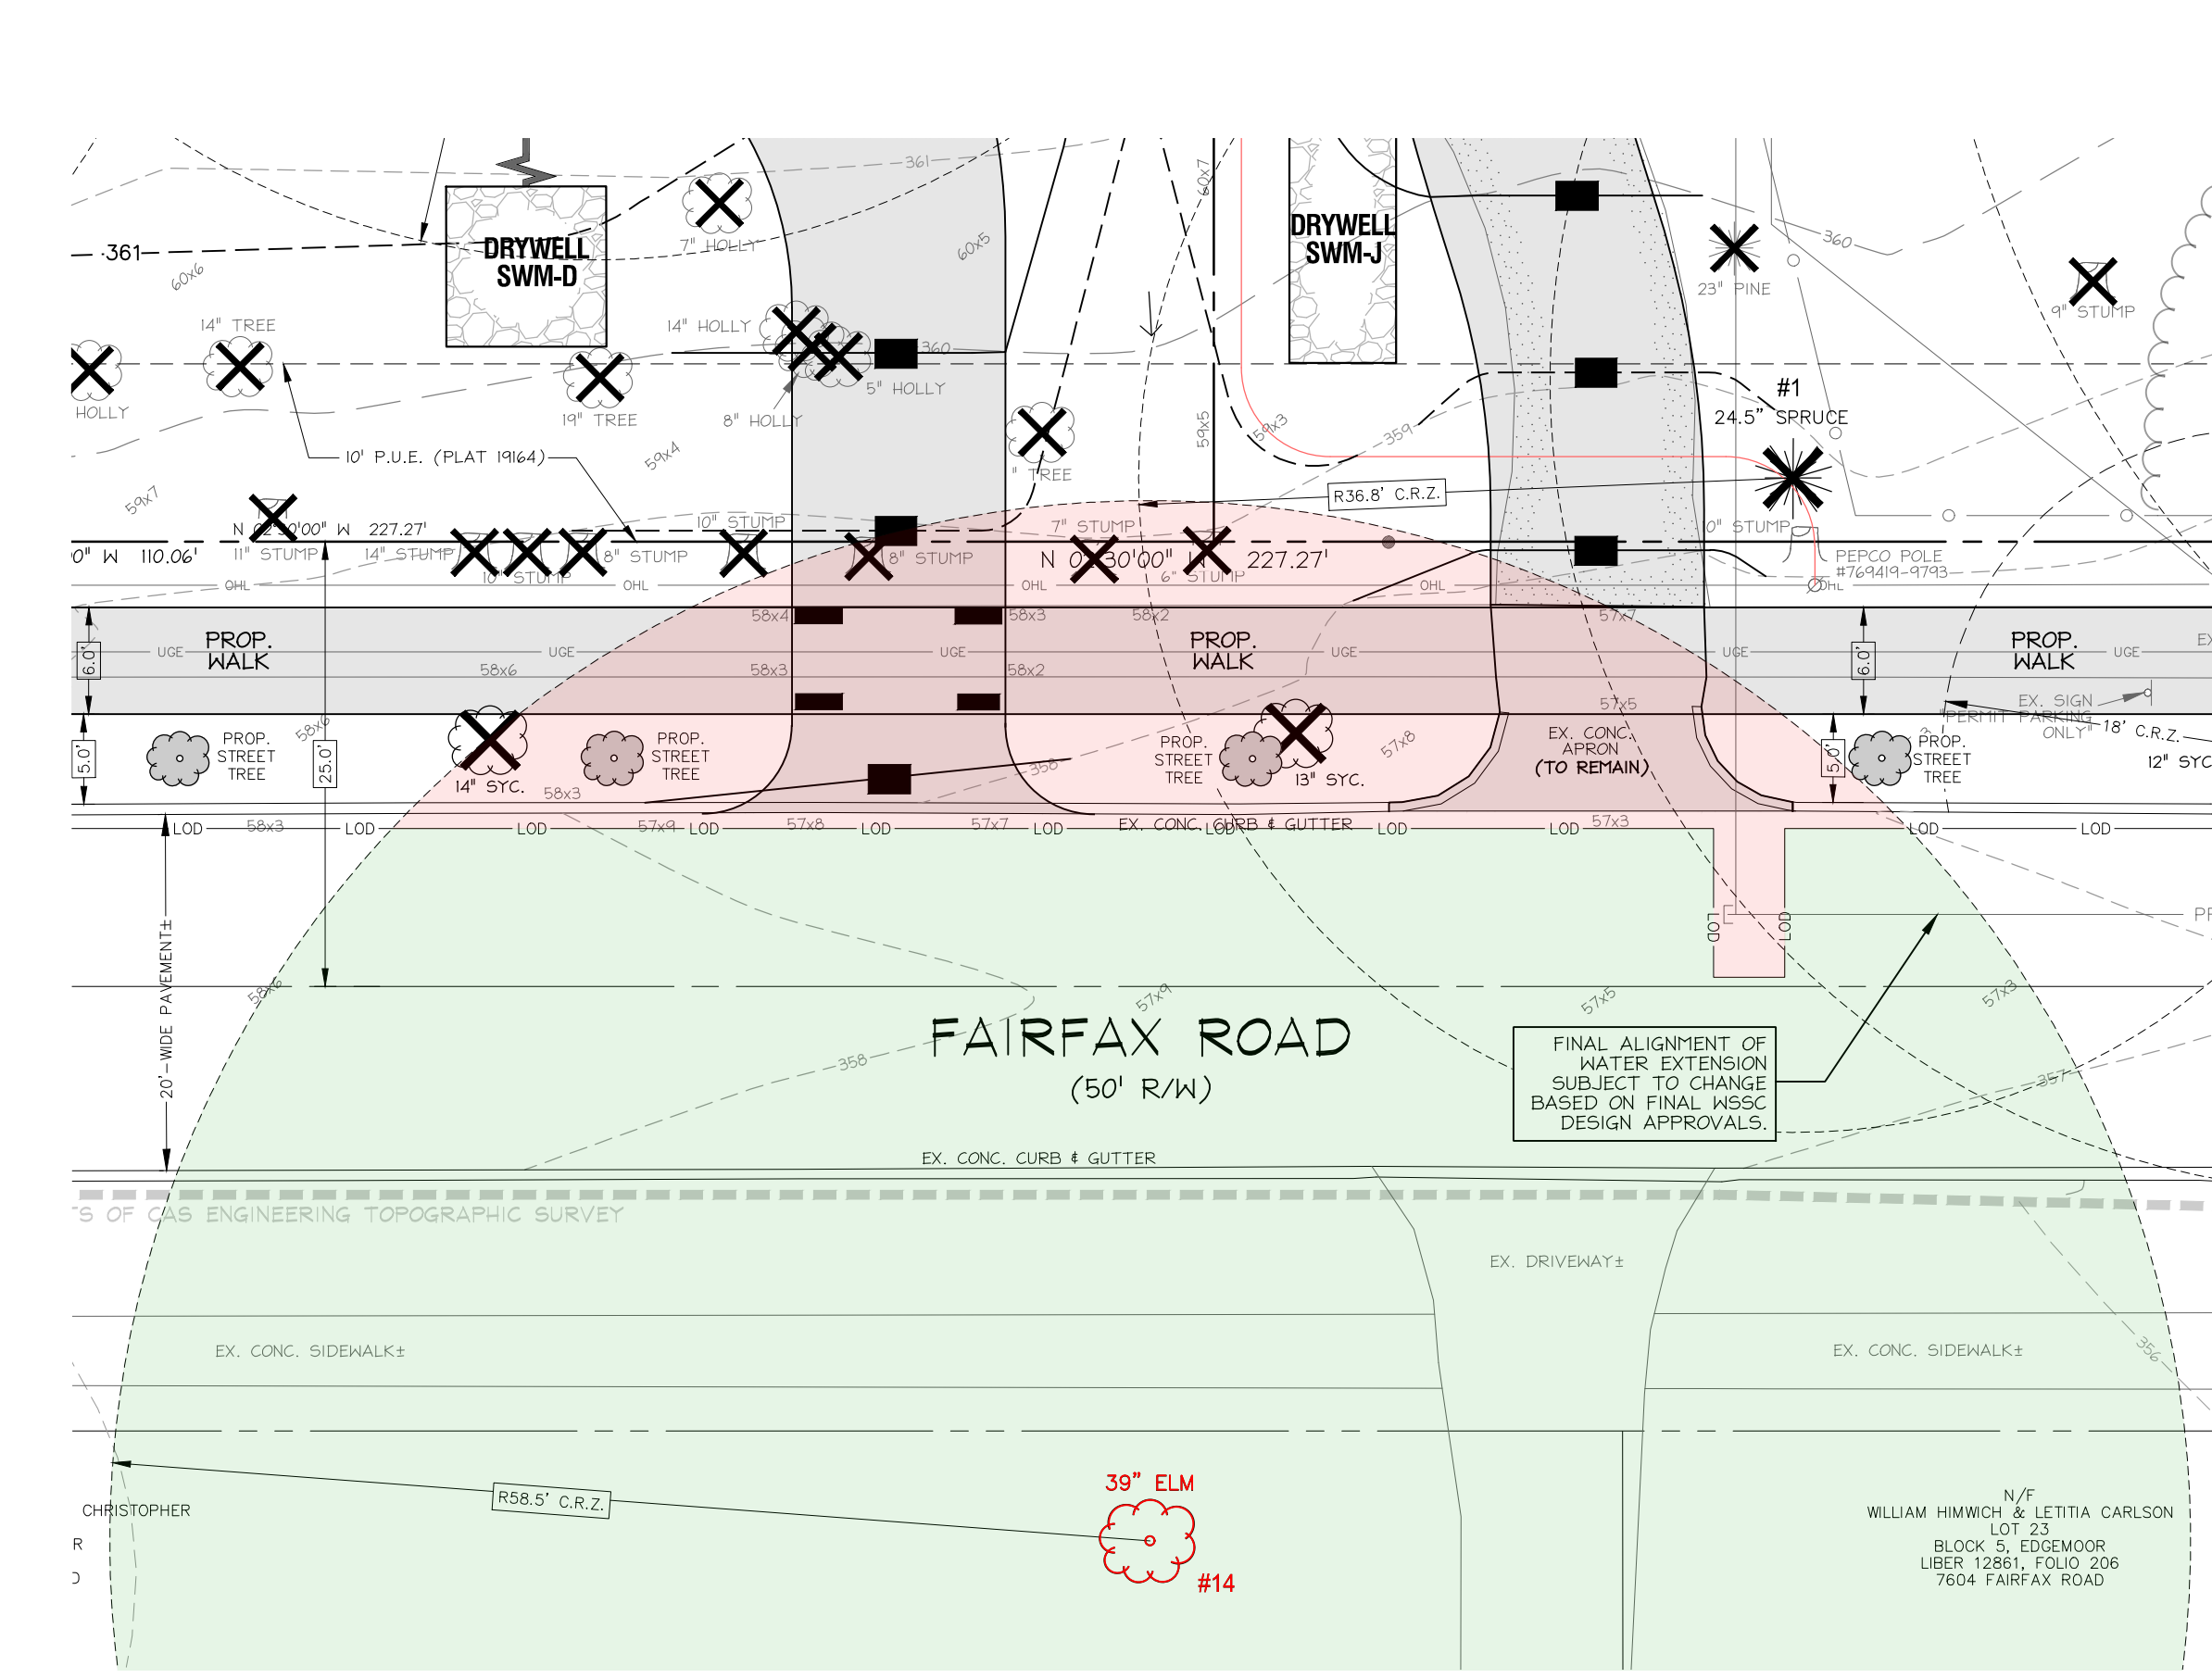 361
60x7
DRYWELL
SWM-D
DRYWELL
SWM-J
7" HOLLY
60x5
360
361
60x6
23" PINE
9" STUMP
14" TREE
14" HOLLY
360
#1
24.5" SPRUCE
5" HOLLY
HOLLY
8" HOLLY
19" TREE
59x5
59x3
359
10' P.U.E. (PLAT 19164)
59x4
" TREE
59x7
R36.8' C.R.Z.
10" STUMP
7" STUMP
0" STUMP
227.27'
0" W 110.06'
11" STUMP
14" STUMP
8" STUMP
8" STUMP
227.27'
PEPCO POLE
#769419-9793
10" STUMP
6" STUMP
OHL
OHL
OHL
OHL
OHL
58x4
58x3
58x2
57x7
6.0'
PROP.
WALK
UGE
UGE
UGE
PROP.
WALK
UGE
UGE
6.0'
PROP.
WALK
UGE
58x6
58x3
58x2
57x5
EX. SIGN
"PERMIT PARKING
ONLY"
58x6
5.0'
25.0'
PROP.
STREET
TREE
14" SYC.
PROP.
STREET
TREE
PROP.
STREET
TREE
13" SYC.
57x8
EX. CONC.
APRON
(TO REMAIN)
5.0'
PROP.
STREET
TREE
18' C.R.Z.
12" SYC
358
58x3
LOD
58x3
LOD
LOD
57x9
LOD
57x8
LOD
57x7
LOD
EX. CONC. CURB & GUTTER
LOD
LOD
LOD
57x3
LOD
LOD
LOD
LOD
20'-WIDE PAVEMENT±
58x6
57x9
57x5
57x3
FAIRFAX ROAD
(50' R/W)
FINAL ALIGNMENT OF
WATER EXTENSION
SUBJECT TO CHANGE
BASED ON FINAL WSSC
DESIGN APPROVALS.
358
357
EX. CONC. CURB & GUTTER
TS OF CAS ENGINEERING TOPOGRAPHIC SURVEY
EX. DRIVEWAY±
EX. CONC. SIDEWALK±
EX. CONC. SIDEWALK±
356
39" ELM
R58.5' C.R.Z.
#14
CHRISTOPHER
R
N/F
WILLIAM HIMWICH & LETITIA CARLSON
LOT 23
BLOCK 5, EDGEMOOR
LIBER 12861, FOLIO 206
7604 FAIRFAX ROAD